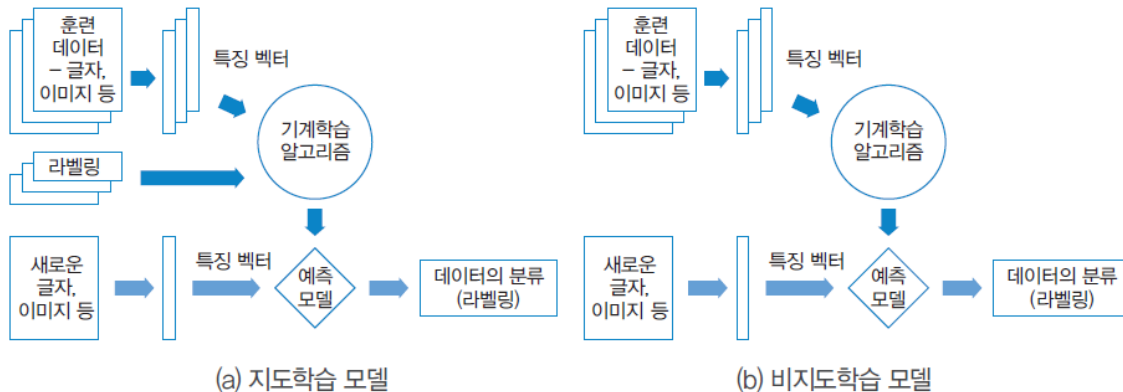 훈련
데이터
– 글자,
이미지 등
특징 벡터
기계학습
알고리즘
라벨링
새로운
글자,
이미지 등
특징 벡터
예측
모델
데이터의 분류
(라벨링)
(a) 지도학습 모델
훈련
데이터
– 글자,
이미지 등
특징 벡터
기계학습
알고리즘
새로운
글자,
이미지 등
특징 벡터
예측
모델
데이터의 분류
(라벨링)
(b) 비지도학습 모델